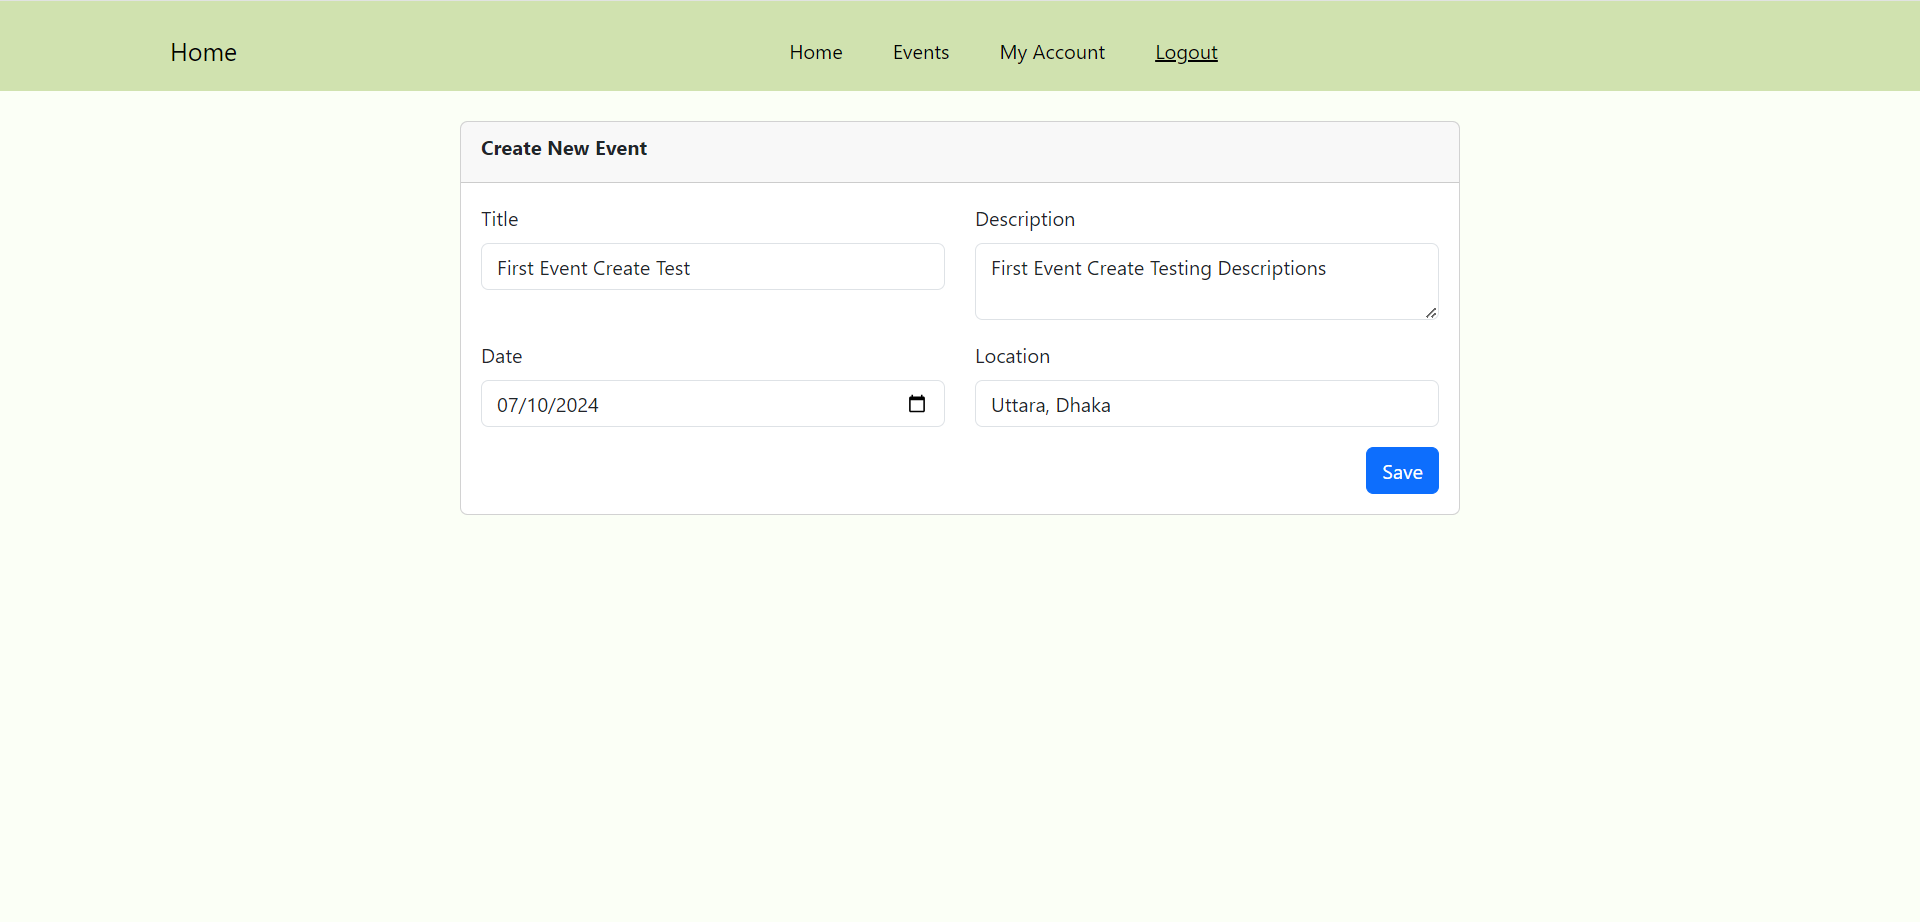 Home Home Events My Account Logout
Create New Event
Title
First Event Create Test
Description
First Event Create Testing Descriptions
Date
07/10/2024
Location
Uttara, Dhaka
Save